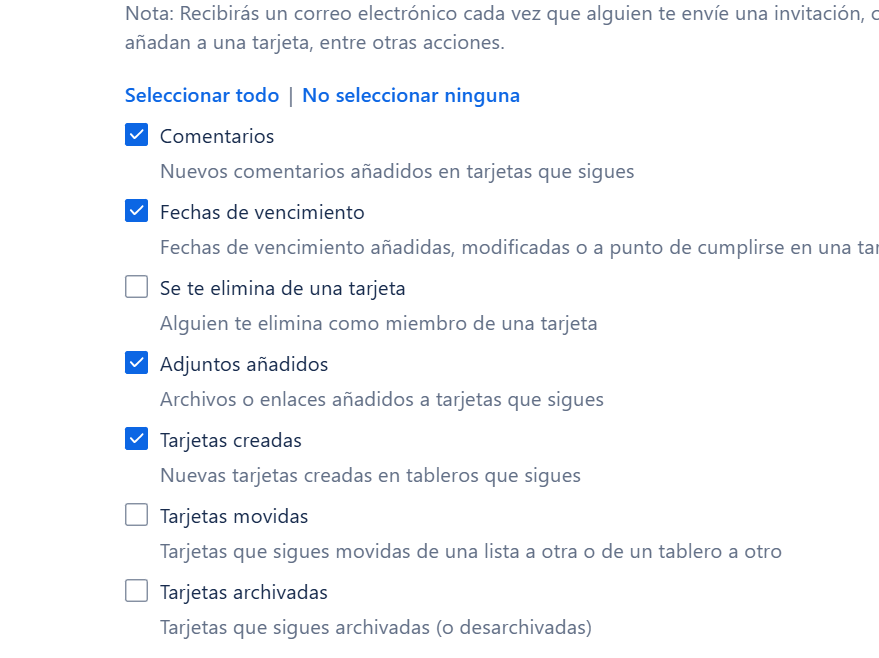 Nota: Recibirás un correo electrónico cada vez que alguien te envíe una invitación,
añadan a una tarjeta, entre otras acciones.
Seleccionar todo | No seleccionar ninguna
Comentarios
Nuevos comentarios añadidos en tarjetas que sigues
Fechas de vencimiento
Fechas de vencimiento añadidas, modificadas o a punto de cumplirse en una
Se te elimina de una tarjeta
Alguien te elimina como miembro de una tarjeta
Adjuntos añadidos
Archivos o enlaces añadidos a tarjetas que sigues
Tarjetas creadas
Nuevas tarjetas creadas en tableros que sigues
Tarjetas movidas
Tarjetas que sigues movidas de una lista a otra o de un tablero a otro
Tarjetas archivadas
Tarjetas que sigues archivadas (o desarchivadas)